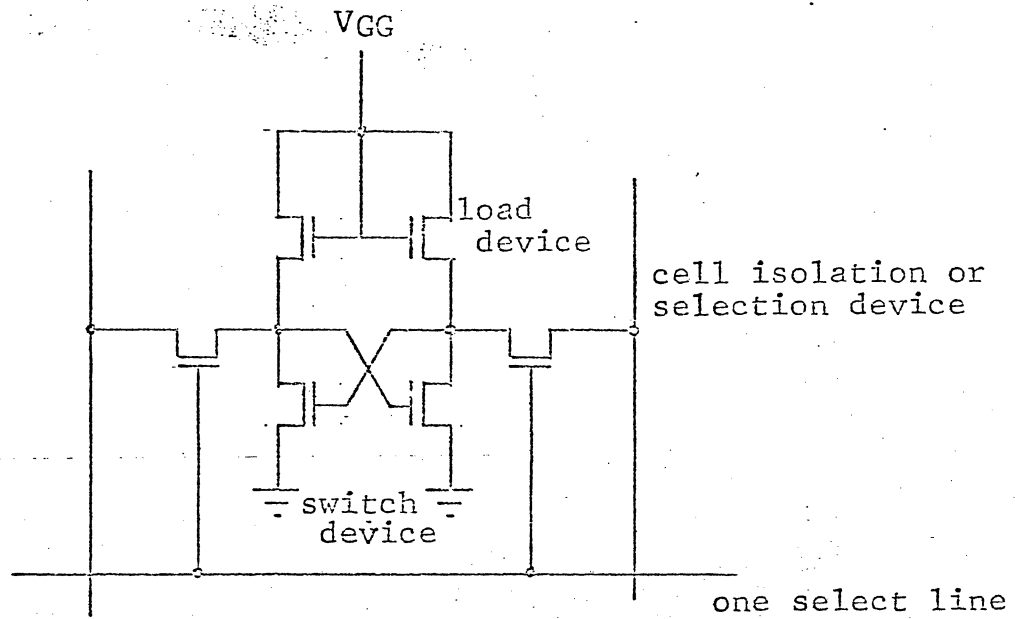 VGG
load
device
cell isolation or
selection device
switch
device
one select line